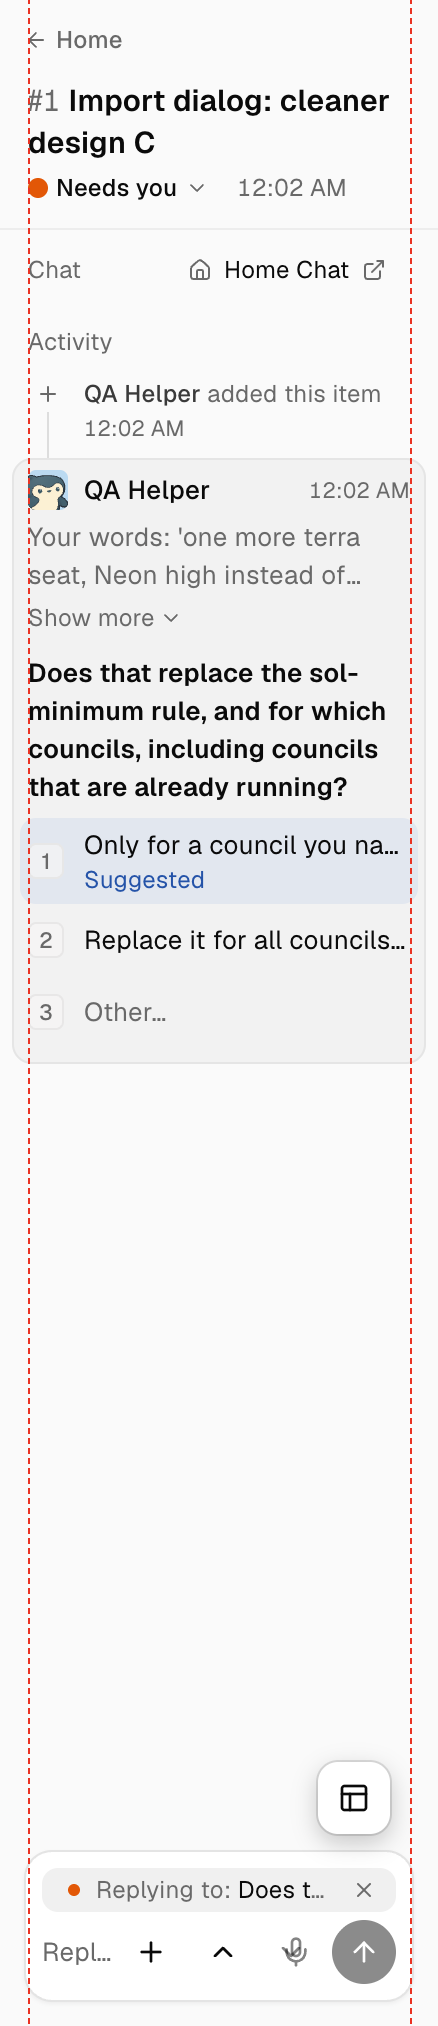 Home
#1 Import dialog: cleaner
design C
Needs you 12:02 AM
Chat Home Chat
Activity
QA Helper added this item
12:02 AM
QA Helper 12:02 AM
Your words: 'one more terra
seat, Neon high instead of…
Show more
Does that replace the sol-
minimum rule, and for which
councils, including councils
that are already running?
1 Only for a council you na…
Suggested
2 Replace it for all councils…
3 Other…
Replying to: Does t…
Repl…